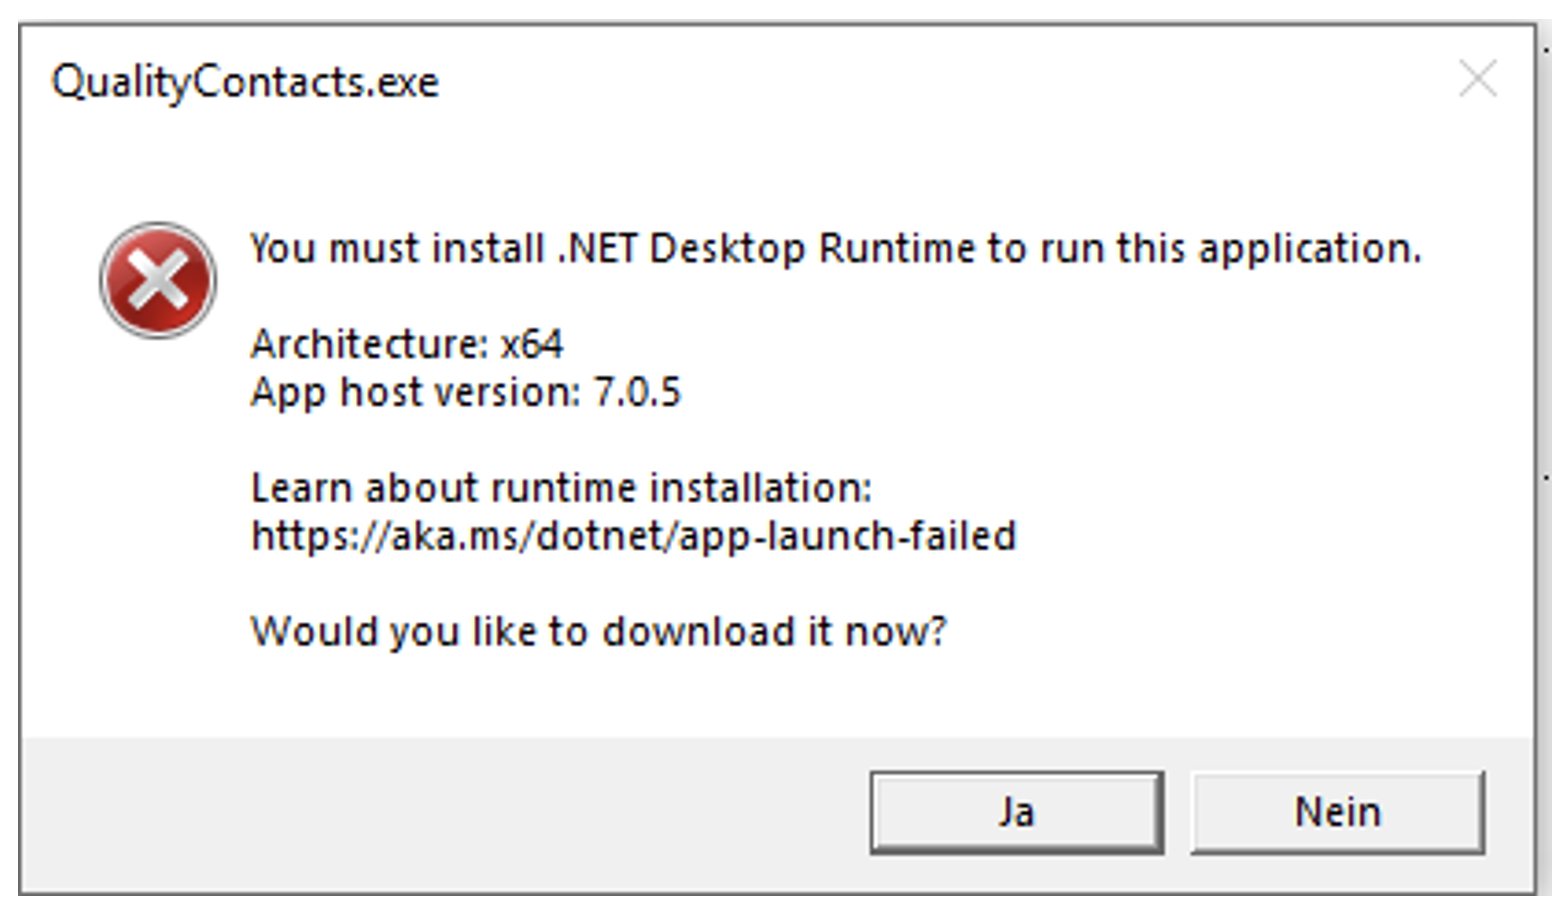 QualityContacts.exe
You must install .NET Desktop Runtime to run this application.
Architecture: x64
App host version: 7.0.5
Learn about runtime installation:
https://aka.ms/dotnet/app-launch-failed
Would you like to download it now?
Ja
Nein